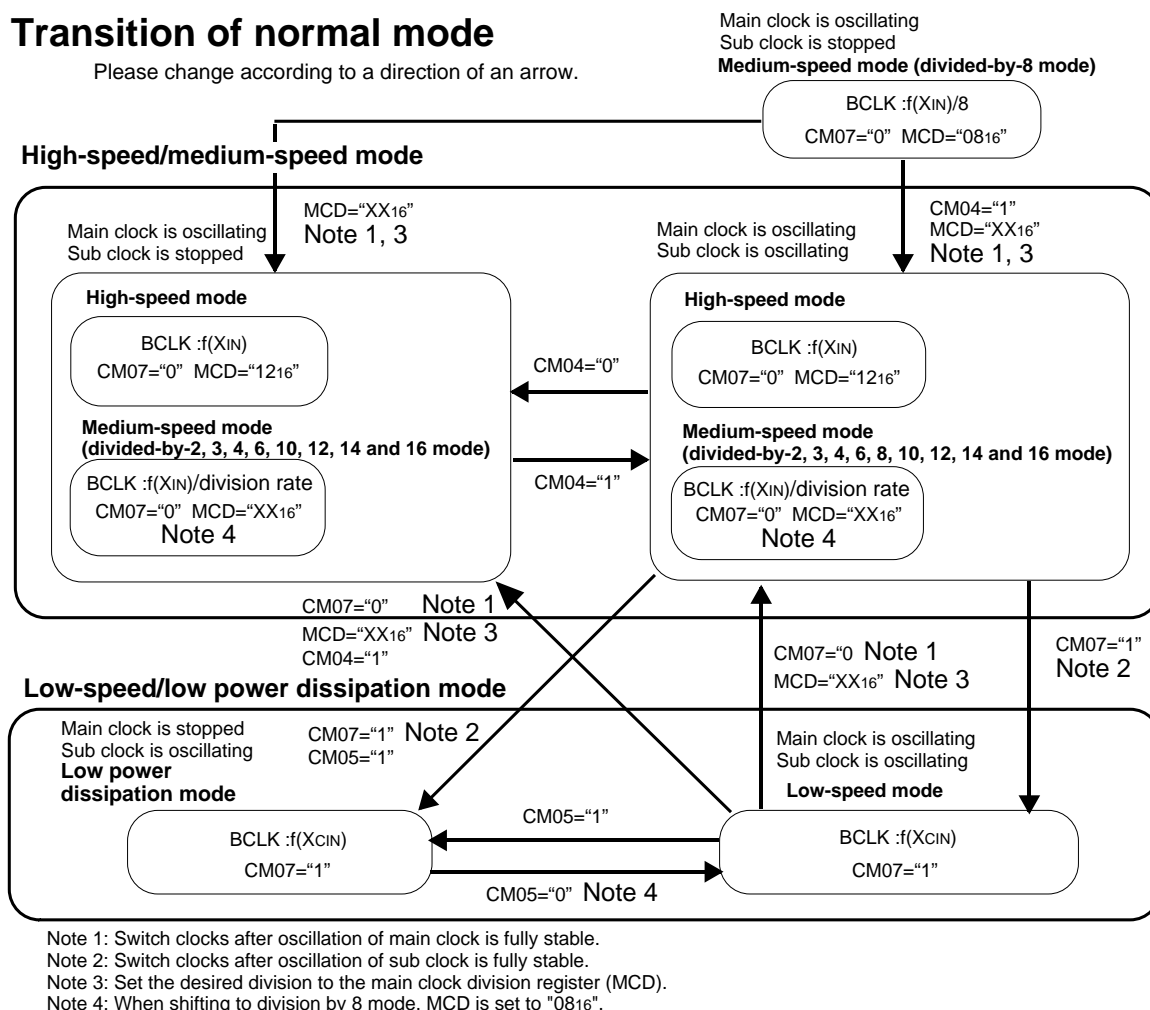 Transition of normal mode
Please change according to a direction of an arrow.
Main clock is oscillating
Sub clock is stopped
Medium-speed mode (divided-by-8 mode)
BCLK :f(XIN)/8
CM07=“0” MCD=“0816”
High-speed/medium-speed mode
MCD=“XX16”
Note 1, 3
Main clock is oscillating
Sub clock is stopped
CM04=“1”
MCD=“XX16”
Note 1, 3
Main clock is oscillating
Sub clock is oscillating
High-speed mode
BCLK :f(XIN)
CM07=“0” MCD=“1216”
Medium-speed mode
(divided-by-2, 3, 4, 6, 10, 12, 14 and 16 mode)
BCLK :f(XIN)/division rate
CM07=“0” MCD=“XX16”
Note 4
CM04=“0”
CM04=“1”
High-speed mode
BCLK :f(XIN)
CM07=“0” MCD=“1216”
Medium-speed mode
(divided-by-2, 3, 4, 6, 8, 10, 12, 14 and 16 mode)
BCLK :f(XIN)/division rate
CM07=“0” MCD=“XX16”
Note 4
CM07=“0” Note 1
MCD=“XX16” Note 3
CM04=“1”
CM07=“0 Note 1
MCD=“XX16” Note 3
CM07=“1”
Note 2
Low-speed/low power dissipation mode
Main clock is stopped
Sub clock is oscillating
Low power
dissipation mode
CM07=“1” Note 2
CM05=“1”
Main clock is oscillating
Sub clock is oscillating
Low-speed mode
BCLK :f(XCIN)
CM07=“1”
CM05=“1”
CM05=“0” Note 4
BCLK :f(XCIN)
CM07=“1”
Note 1: Switch clocks after oscillation of main clock is fully stable.
Note 2: Switch clocks after oscillation of sub clock is fully stable.
Note 3: Set the desired division to the main clock division register (MCD).
Note 4: When shifting to division by 8 mode, MCD is set to "0816".